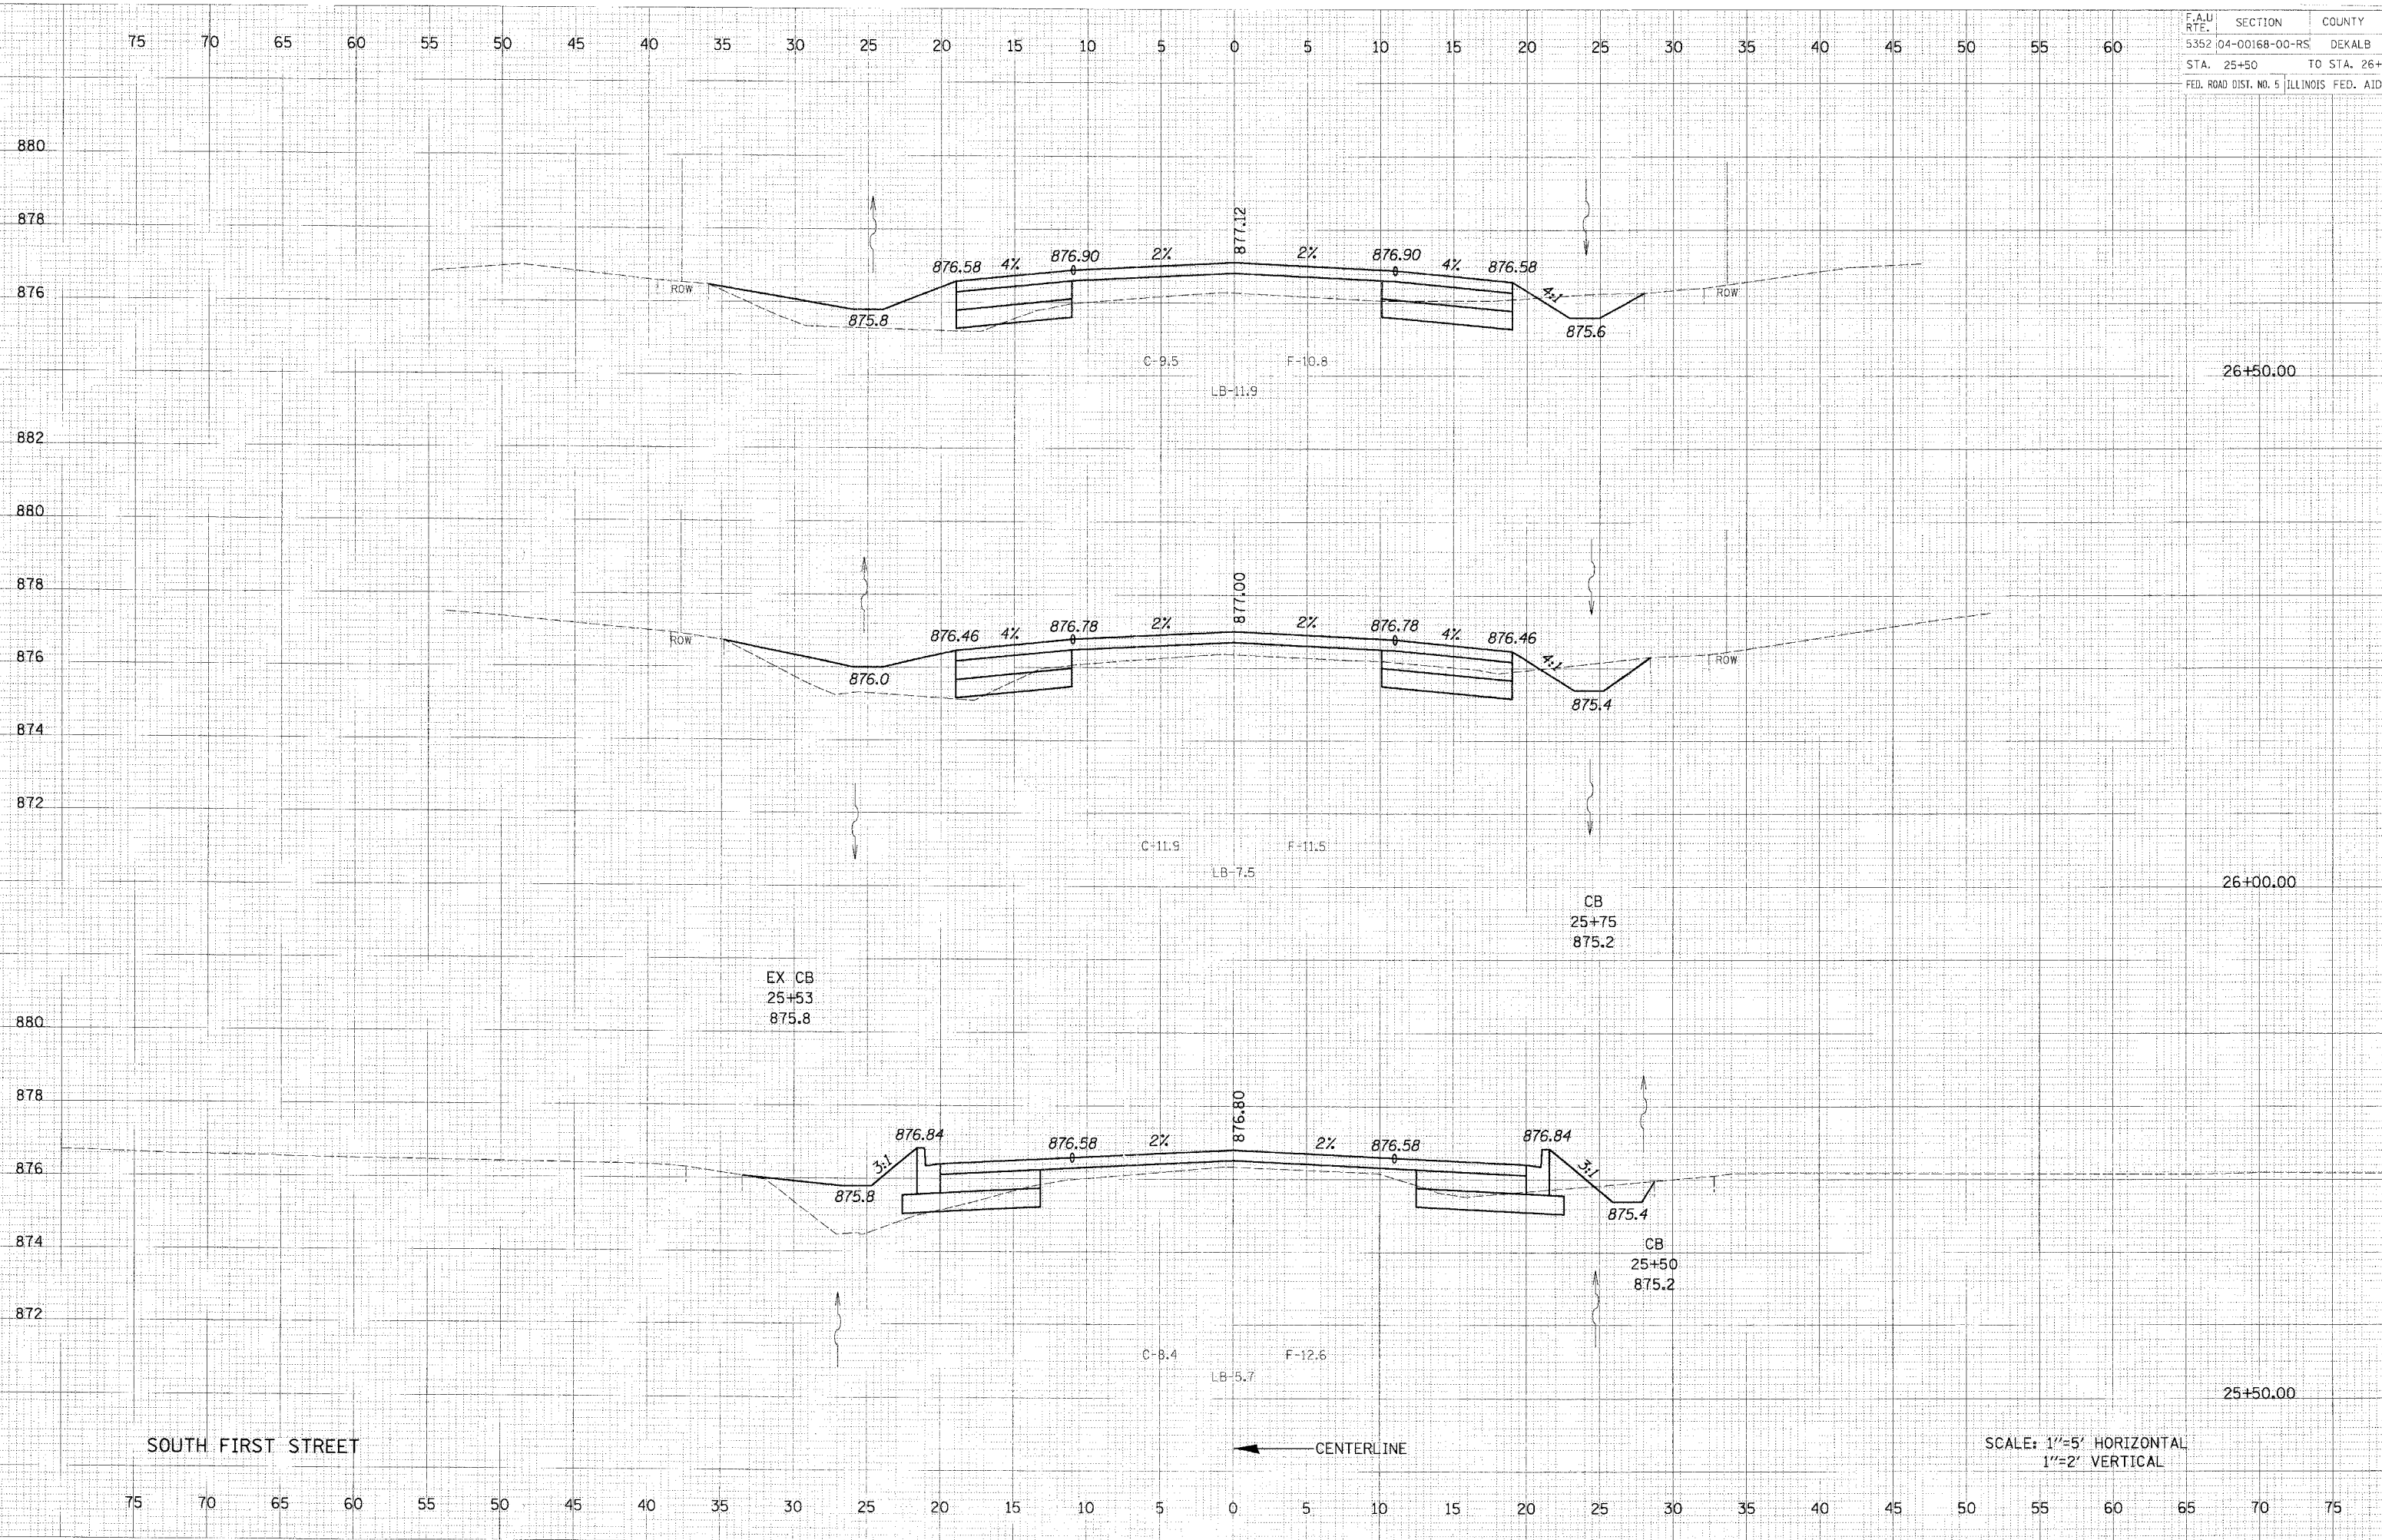 F.A.U RTE. SECTION COUNTY
5352 04-00168-00-RS DEKALB
STA. 25+50 TO STA. 26+
FED. ROAD DIST. NO. 5 ILLINOIS FED. AID
75 70 65 60 55 50 45 40 35 30 25 20 15 10 5 0 5 10 15 20 25 30 35 40 45 50 55 60
880
878
877.12
876.58 4% 876.90 2% 2% 876.90 4% 876.58
876
ROW 4:1 ROW
875.8 875.6
C-9.5 F-10.8
26+50.00
LB-11.9
882
880
878
877.00
876.46 4% 876.78 2% 2% 876.78 4% 876.46
ROW 4:1 ROW
876
876.0 875.4
874
872
C-11.9 F-11.5
LB-7.5
26+00.00
CB
25+75
875.2
EX CB
25+53
875.8
880
878
876.80
876.84 876.58 2% 2% 876.58 876.84
3:1 3:1
876
875.8 875.4
874
CB
25+50
875.2
872
C-8.4 F-12.6
LB-5.7
25+50.00
SOUTH FIRST STREET
CENTERLINE
SCALE: 1"=5' HORIZONTAL
1"=2' VERTICAL
75 70 65 60 55 50 45 40 35 30 25 20 15 10 5 0 5 10 15 20 25 30 35 40 45 50 55 60 65 70 75